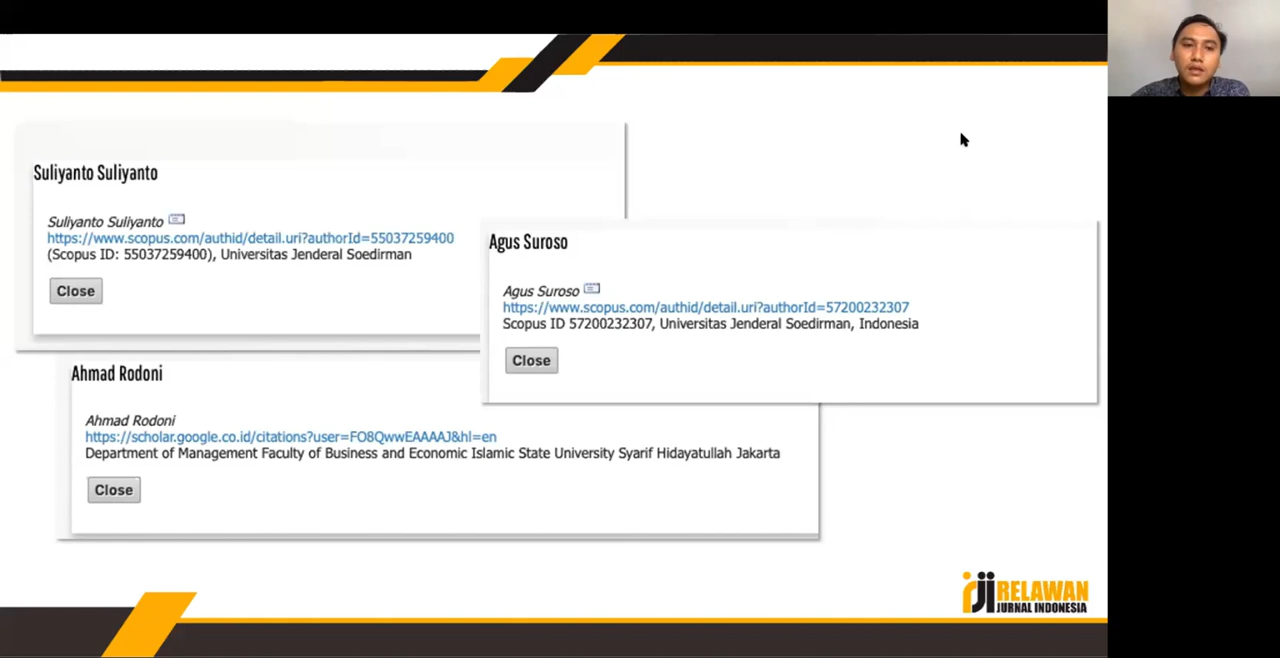 Suliyanto Suliyanto
Suliyanto Suliyanto
https://www.scopus.com/authid/detail.uri?authorId=55037259400
(Scopus ID: 55037259400), Universitas Jenderal Soedirman
Close
Agus Suroso
Agus Suroso
https://www.scopus.com/authid/detail.uri?authorId=57200232307
Scopus ID 57200232307, Universitas Jenderal Soedirman, Indonesia
Close
Ahmad Rodoni
Ahmad Rodoni
https://scholar.google.co.id/citations?user=FO8QwwEAAAAJ&hl=en
Department of Management Faculty of Business and Economic Islamic State University Syarif Hidayatullah Jakarta
Close
rji RELAWAN
JURNAL INDONESIA